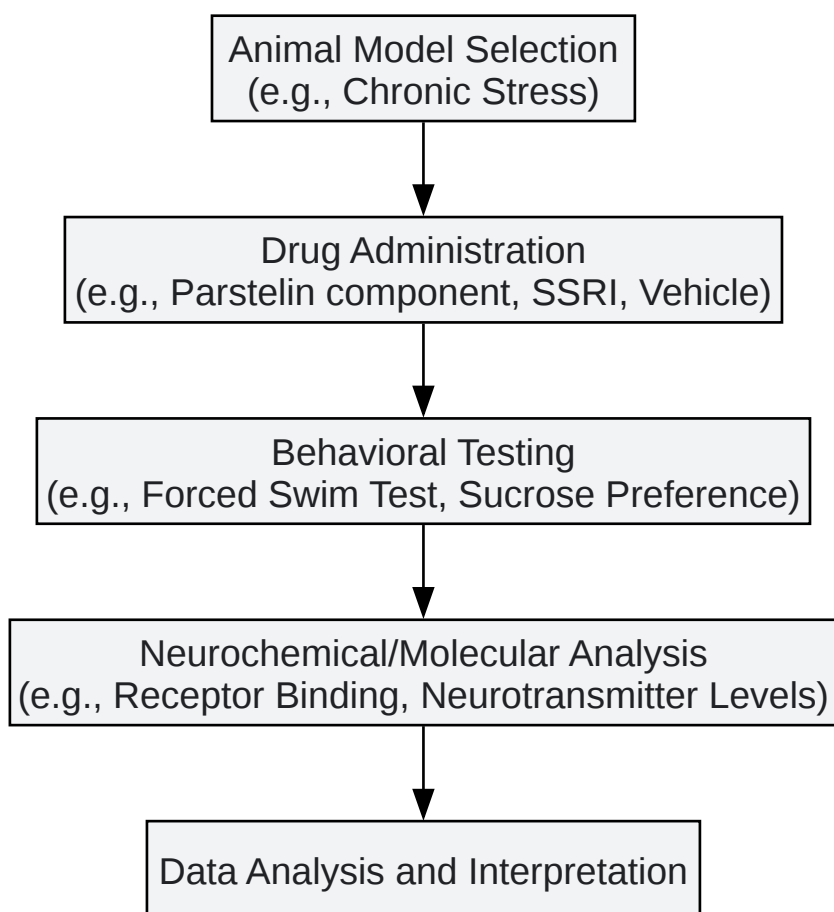 Animal Model Selection
(e.g., Chronic Stress)
Drug Administration
(e.g., Parstelin component, SSRI, Vehicle)
Behavioral Testing
(e.g., Forced Swim Test, Sucrose Preference)
Neurochemical/Molecular Analysis
(e.g., Receptor Binding, Neurotransmitter Levels)
Data Analysis and Interpretation